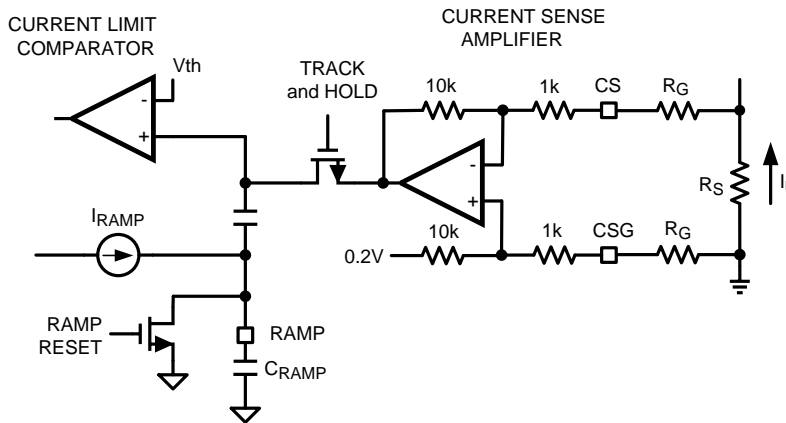 CURRENT LIMIT
COMPARATOR
CURRENT SENSE
AMPLIFIER
Vth
-
+
TRACK
and HOLD
10k
1k
CS
RG
-
+
RS
10k
1k
CSG
RG
0.2V
IRAMP
RAMP
RESET
RAMP
CRAMP